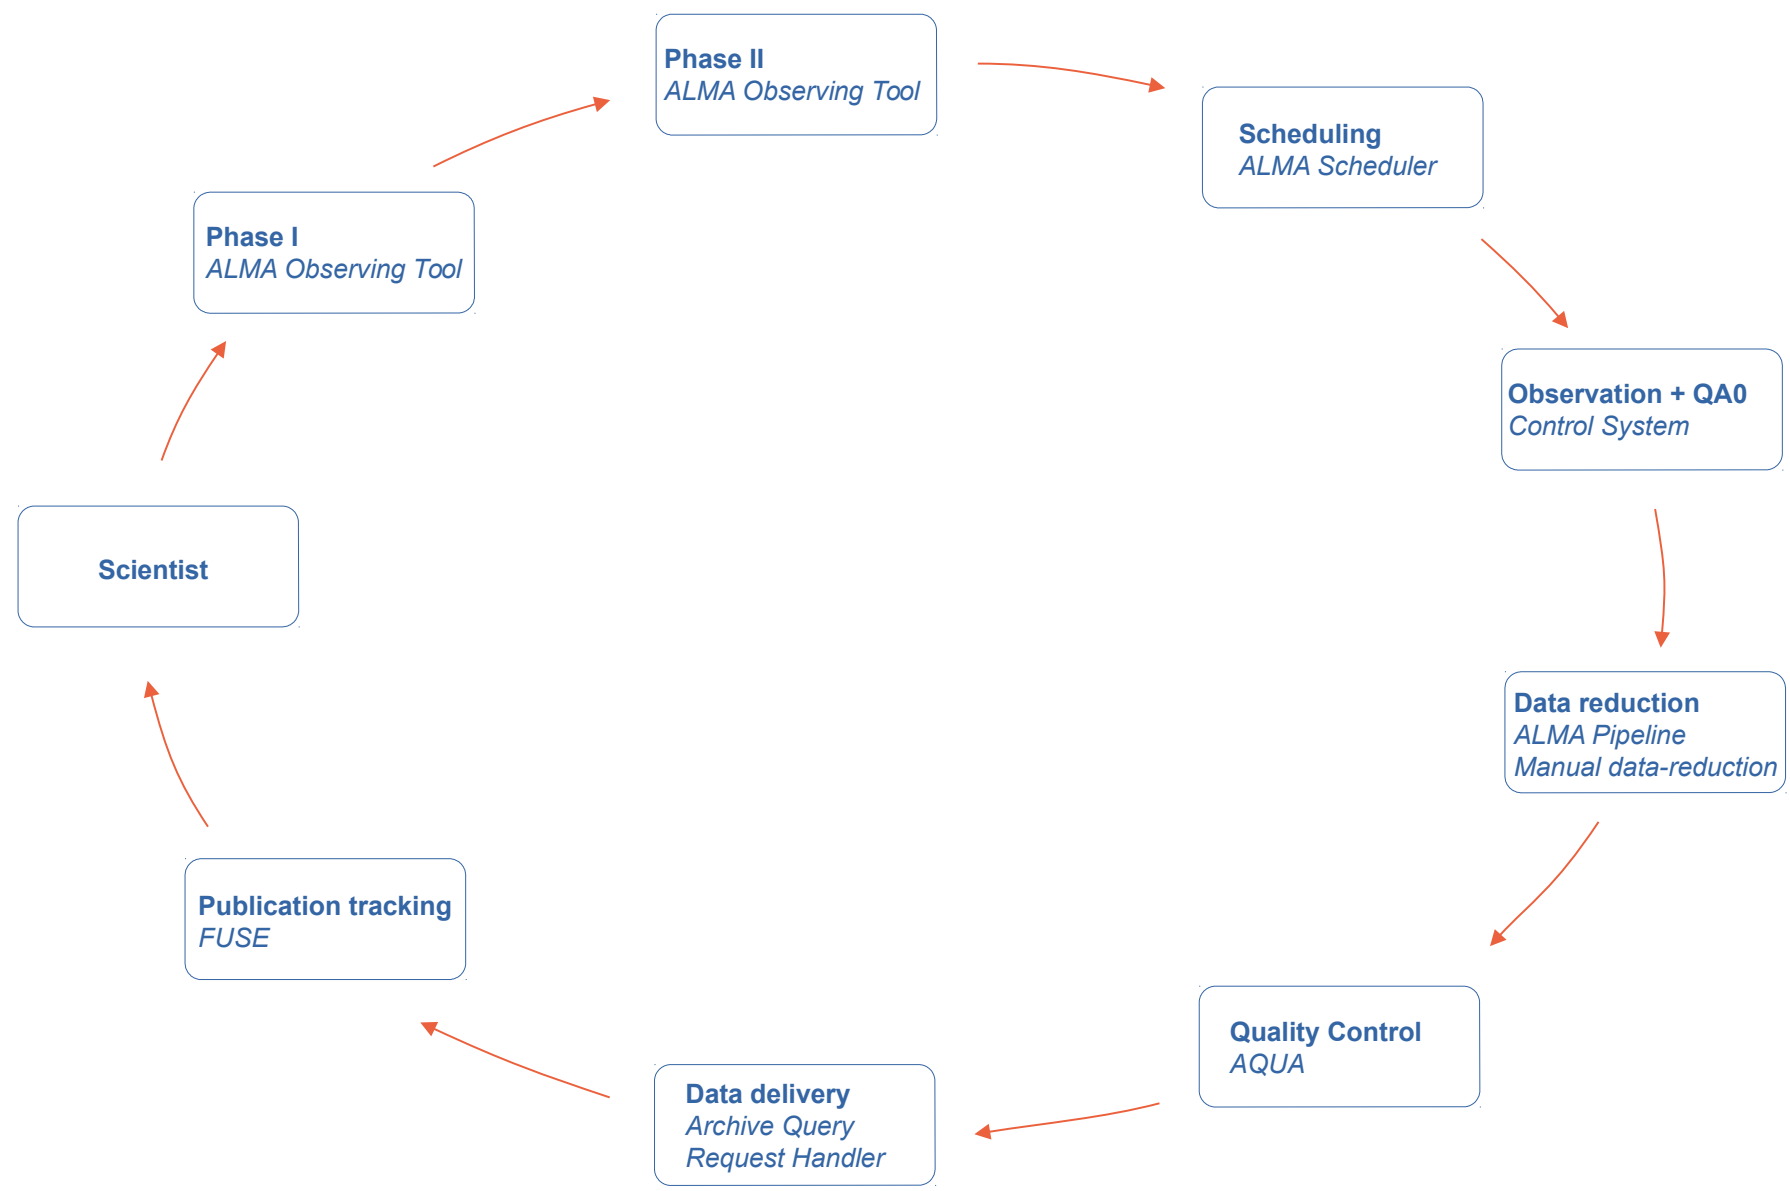 Phase II
ALMA Observing Tool
Scheduling
ALMA Scheduler
Phase I
ALMA Observing Tool
Observation + QA0
Control System
Scientist
Data reduction
ALMA Pipeline
Manual data-reduction
Publication tracking
FUSE
Quality Control
AQUA
Data delivery
Archive Query
Request Handler